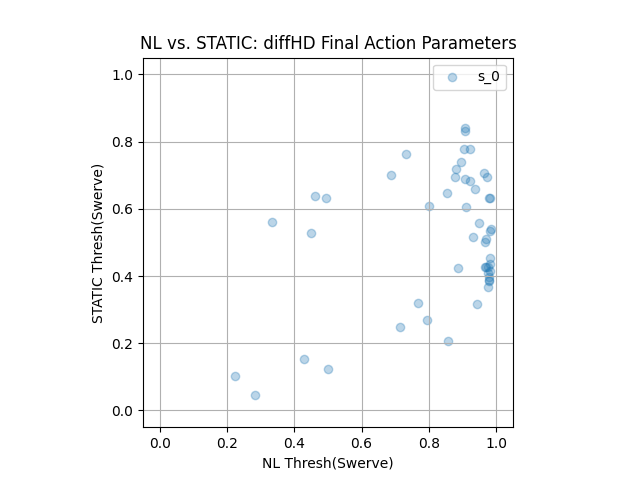 NL vs. STATIC: diffHD Final Action Parameters
s_0
1.0
0.8
0.6
0.4
0.2
0.0
STATIC Thresh(Swerve)
0.0 0.2 0.4 0.6 0.8 1.0
NL Thresh(Swerve)